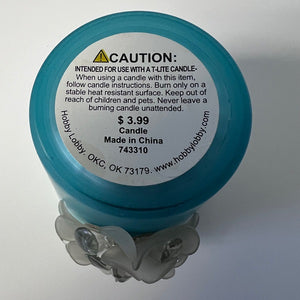 ⚠CAUTION:
INTENDED FOR USE WITH A T-LITE CANDLE-
When using a candle with this item,
follow candle instructions. Burn only on a
stable heat resistant surface. Keep out of
reach of children and pets. Never leave a
burning candle unattended.
$ 3.99
Candle
Made in China
743310
Hobby Lobby. OKC, OK 73179. www.hobbylobby.com